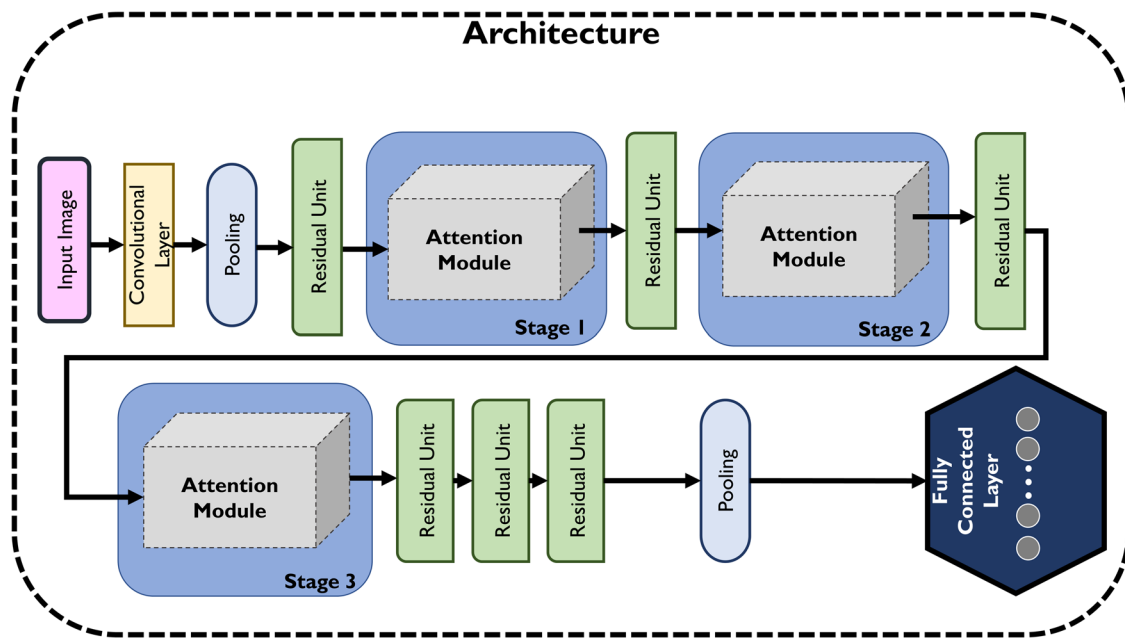 Architecture
Input Image
Convolutional
Layer
Pooling
Residual Unit
Attention
Module
Stage 1
Residual Unit
Attention
Module
Stage 2
Residual Unit
Attention
Module
Stage 3
Residual Unit
Residual Unit
Residual Unit
Pooling
Fully
Connected
Layer